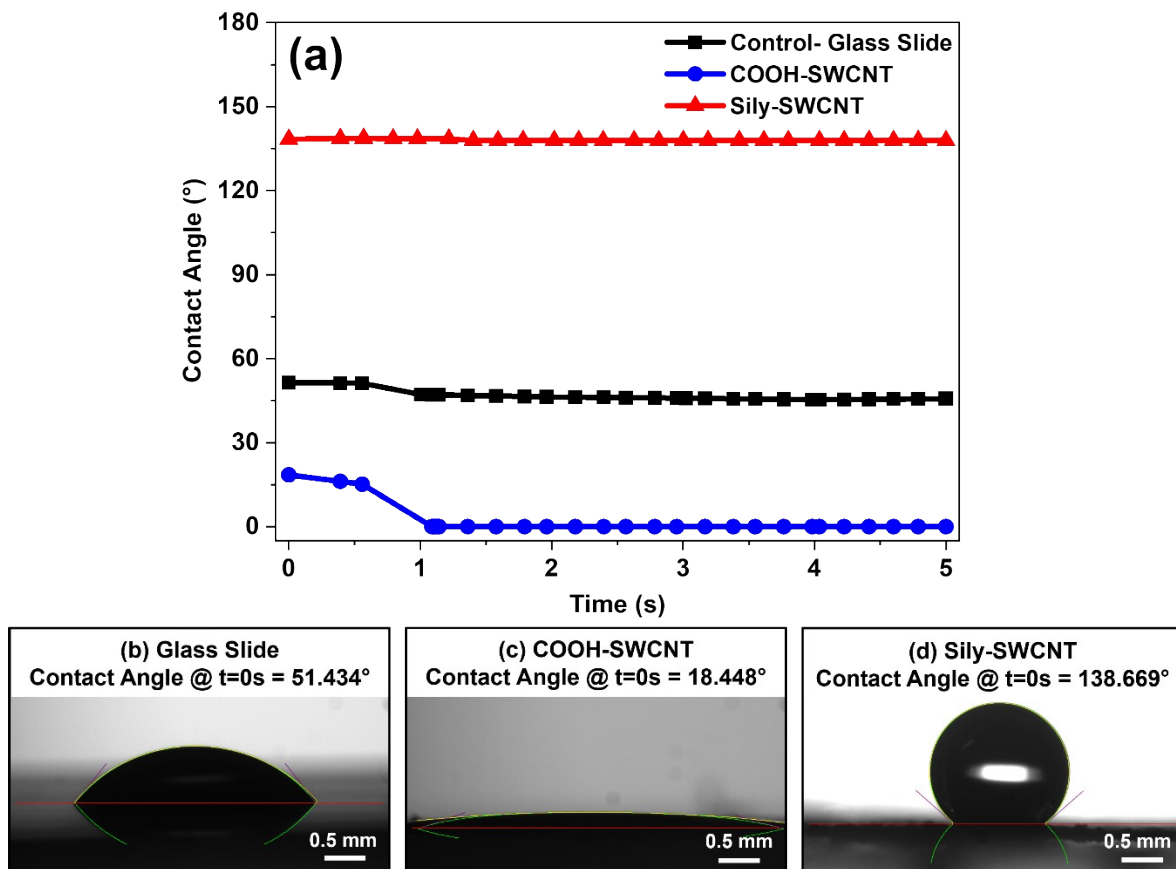 (a)
Control- Glass Slide
COOH-SWCNT
Sily-SWCNT
180
150
120
90
60
30
0
Contact Angle (°)
0 1 2 3 4 5
Time (s)
(b) Glass Slide
Contact Angle @ t=0s = 51.434°
0.5 mm
(c) COOH-SWCNT
Contact Angle @ t=0s = 18.448°
0.5 mm
(d) Sily-SWCNT
Contact Angle @ t=0s = 138.669°
0.5 mm